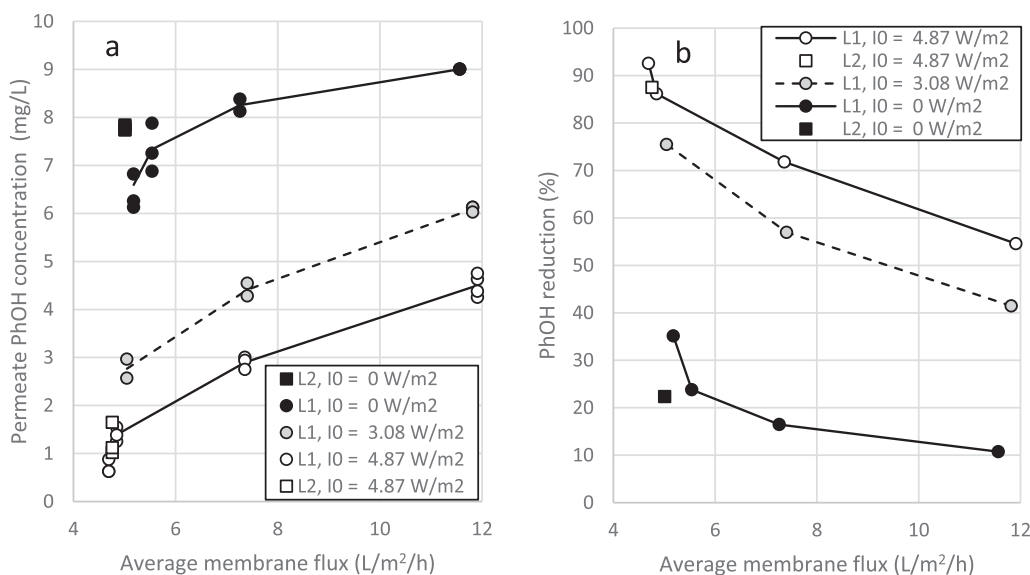 a
Permeate PhOH concentration (mg/L)
10
9
8
7
6
5
4
3
2
1
0
L2, I0 = 0 W/m2
L1, I0 = 0 W/m2
L1, I0 = 3.08 W/m2
L1, I0 = 4.87 W/m2
L2, I0 = 4.87 W/m2
4 6 8 10 12
Average membrane flux (L/m²/h)
b
PhOH reduction (%)
100
90
80
70
60
50
40
30
20
10
0
L1, I0 = 4.87 W/m2
L2, I0 = 4.87 W/m2
L1, I0 = 3.08 W/m2
L1, I0 = 0 W/m2
L2, I0 = 0 W/m2
4 6 8 10 12
Average membrane flux (L/m²/h)